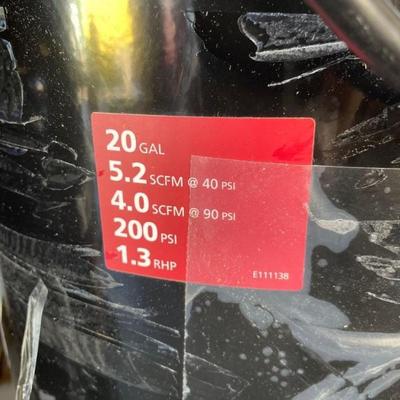 20 GAL
5.2 SCFM @ 40 PSI
4.0 SCFM @ 90 PSI
200 PSI
1.3 RHP
E111138